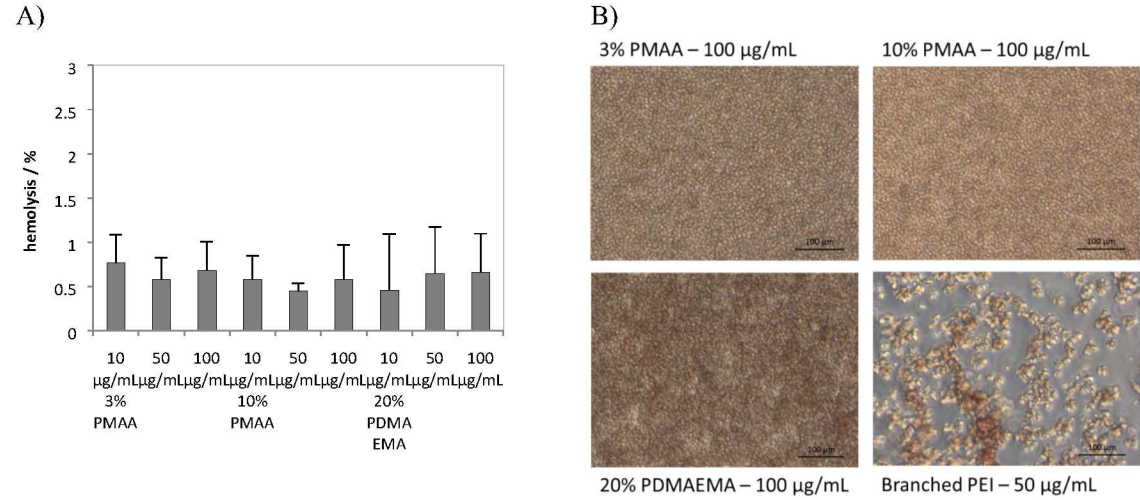 A)
3
2.5
2
1.5
1
0.5
0
hemolysis / %
10 50 100 10 50 100 10 50 100
µg/mL µg/mL µg/mL µg/mL µg/mL µg/mL µg/mL µg/mL µg/mL
3% 10% 20%
PMAA PMAA PDMA
EMA
B)
3% PMAA – 100 µg/mL
10% PMAA – 100 µg/mL
100 µm
100 µm
100 µm
100 µm
20% PDMAEMA – 100 µg/mL
Branched PEI – 50 µg/mL